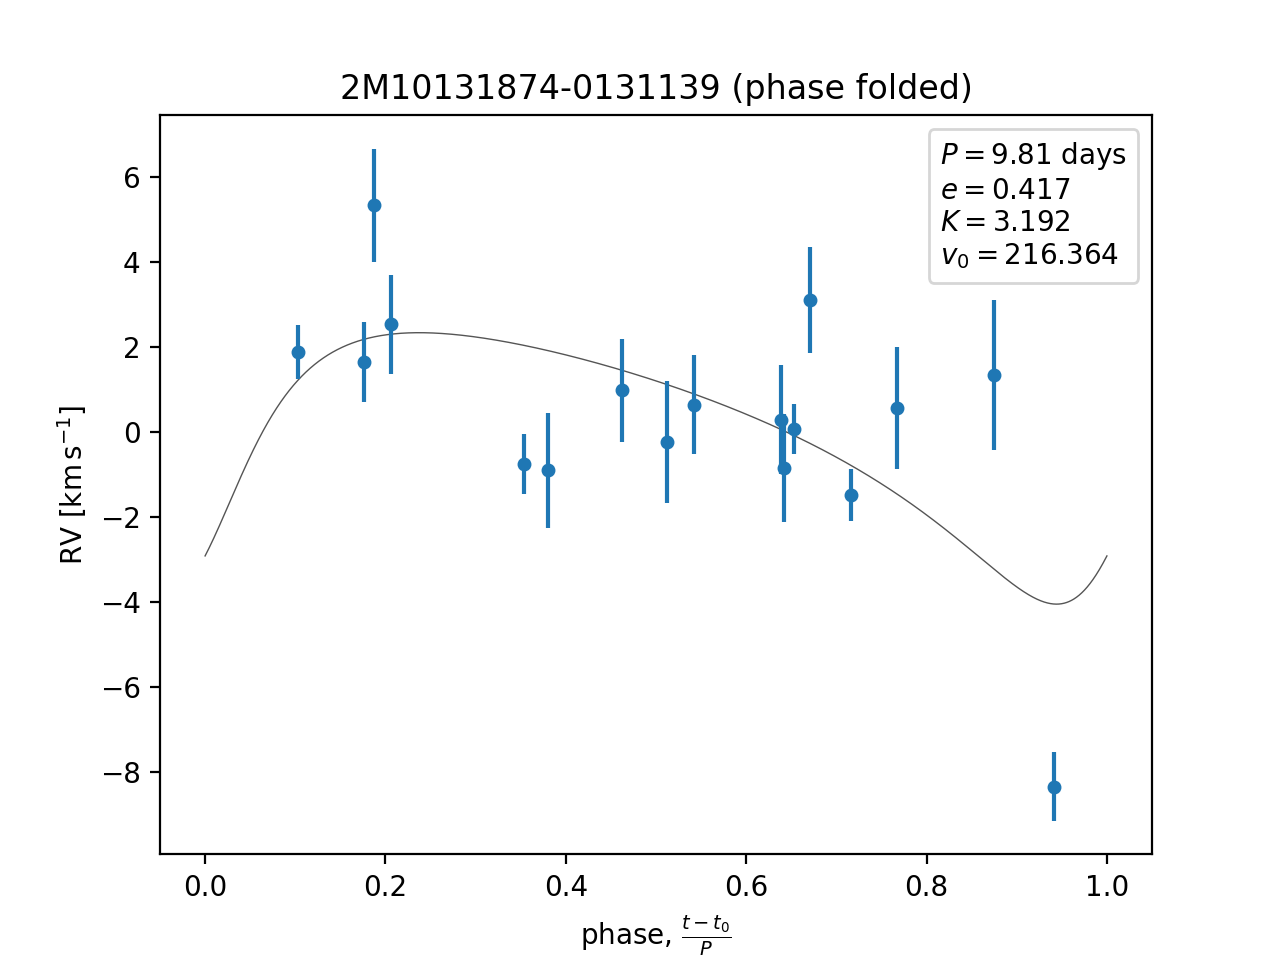 2M10131874-0131139 (phase folded)
P = 9.81 days
e = 0.417
K = 3.192
v₀ = 216.364
6
4
2
0
−2
−4
−6
−8
RV [km s⁻¹]
0.0 0.2 0.4 0.6 0.8 1.0
phase, (t − t₀)/P